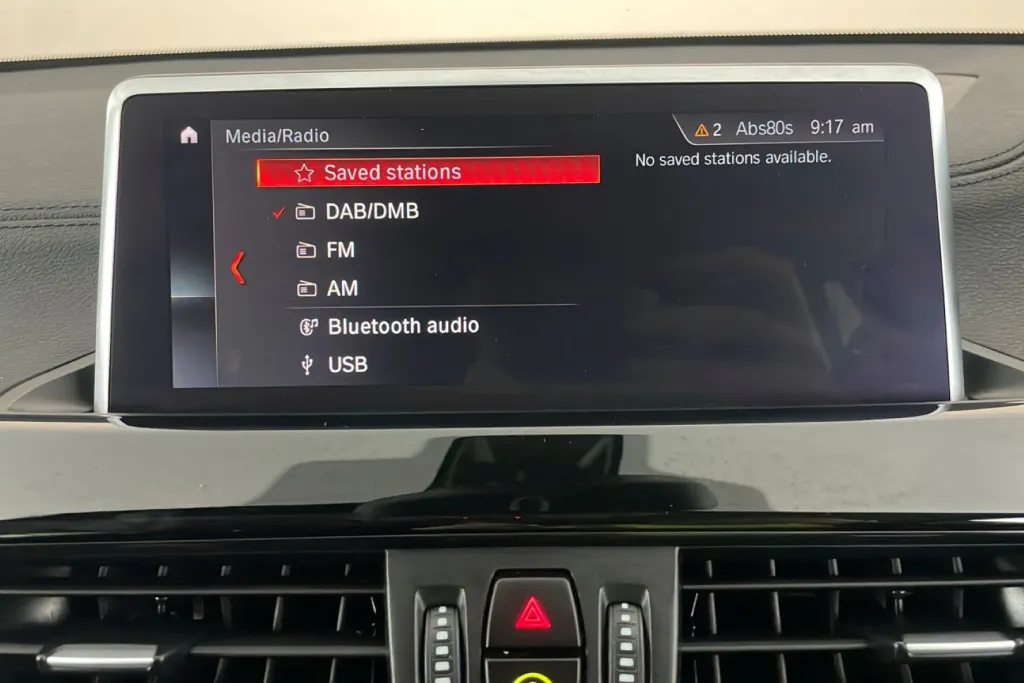 Media/Radio
2 Abs80s 9:17 am
Saved stations
No saved stations available.
DAB/DMB
FM
AM
Bluetooth audio
USB